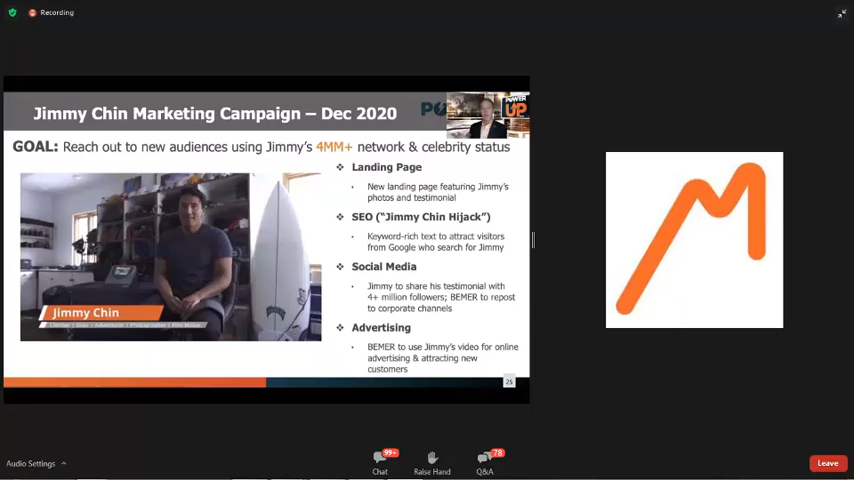 Recording
Jimmy Chin Marketing Campaign – Dec 2020
POWER
UP
GOAL: Reach out to new audiences using Jimmy's 4MM+ network & celebrity status
Jimmy Chin
❖ Landing Page
• New landing page featuring Jimmy's
photos and testimonial
❖ SEO ("Jimmy Chin Hijack")
• Keyword-rich text to attract visitors
from Google who search for Jimmy
❖ Social Media
• Jimmy to share his testimonial with
4+ million followers; BEMER to repost
to corporate channels
❖ Advertising
• BEMER to use Jimmy's video for online
advertising & attracting new
customers
25
Audio Settings
99+
Chat
Raise Hand
78
Q&A
Leave